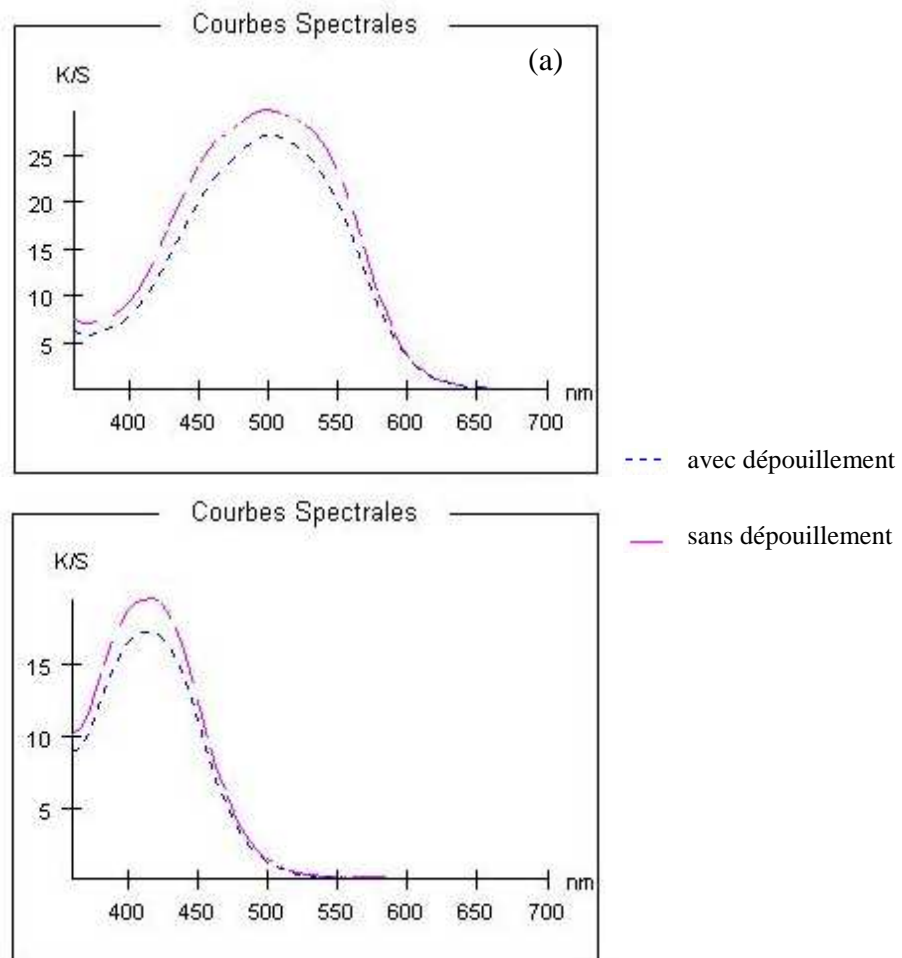 Courbes Spectrales
(a)
K/S
25
20
15
10
5
400 450 500 550 600 650 700 nm
avec dépouillement
sans dépouillement
Courbes Spectrales
K/S
15
10
5
400 450 500 550 600 650 700 nm